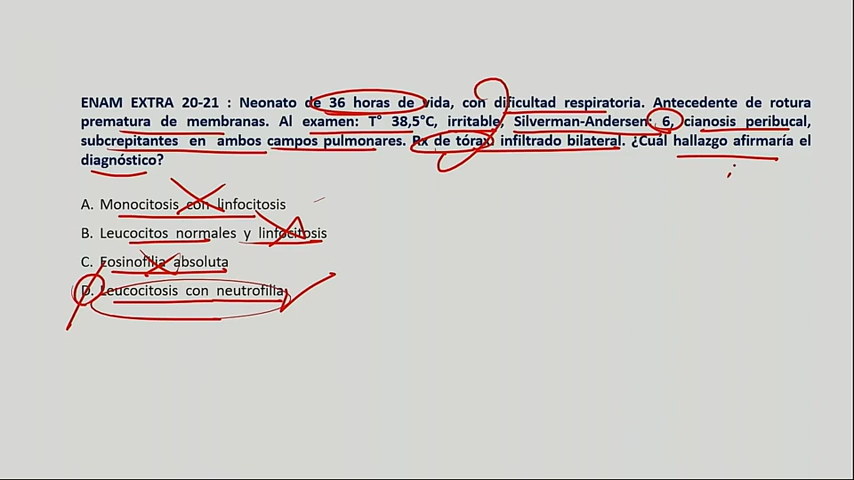 ENAM EXTRA 20-21 : Neonato de 36 horas de vida, con dificultad respiratoria. Antecedente de rotura
prematura de membranas. Al examen: T° 38,5°C, irritable, Silverman-Andersen: 6, cianosis peribucal,
subcrepitantes en ambos campos pulmonares. Rx de tórax: infiltrado bilateral. ¿Cuál hallazgo afirmaría el
diagnóstico?
A. Monocitosis con linfocitosis
B. Leucocitos normales y linfocitosis
C. Eosinofilia absoluta
D. Leucocitosis con neutrofilia